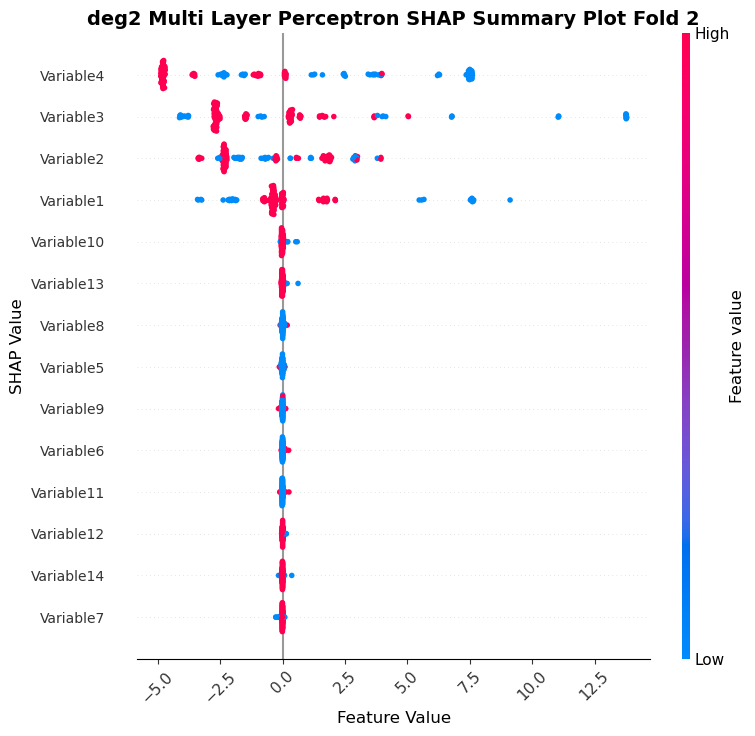 deg2 Multi Layer Perceptron SHAP Summary Plot Fold 2
High
Variable4
Variable3
Variable2
Variable1
Variable10
Variable13
Variable8
Variable5
Variable9
Variable6
Variable11
Variable12
Variable14
Variable7
SHAP Value
Feature value
Low
−5.0
−2.5
0.0
2.5
5.0
7.5
10.0
12.5
Feature Value